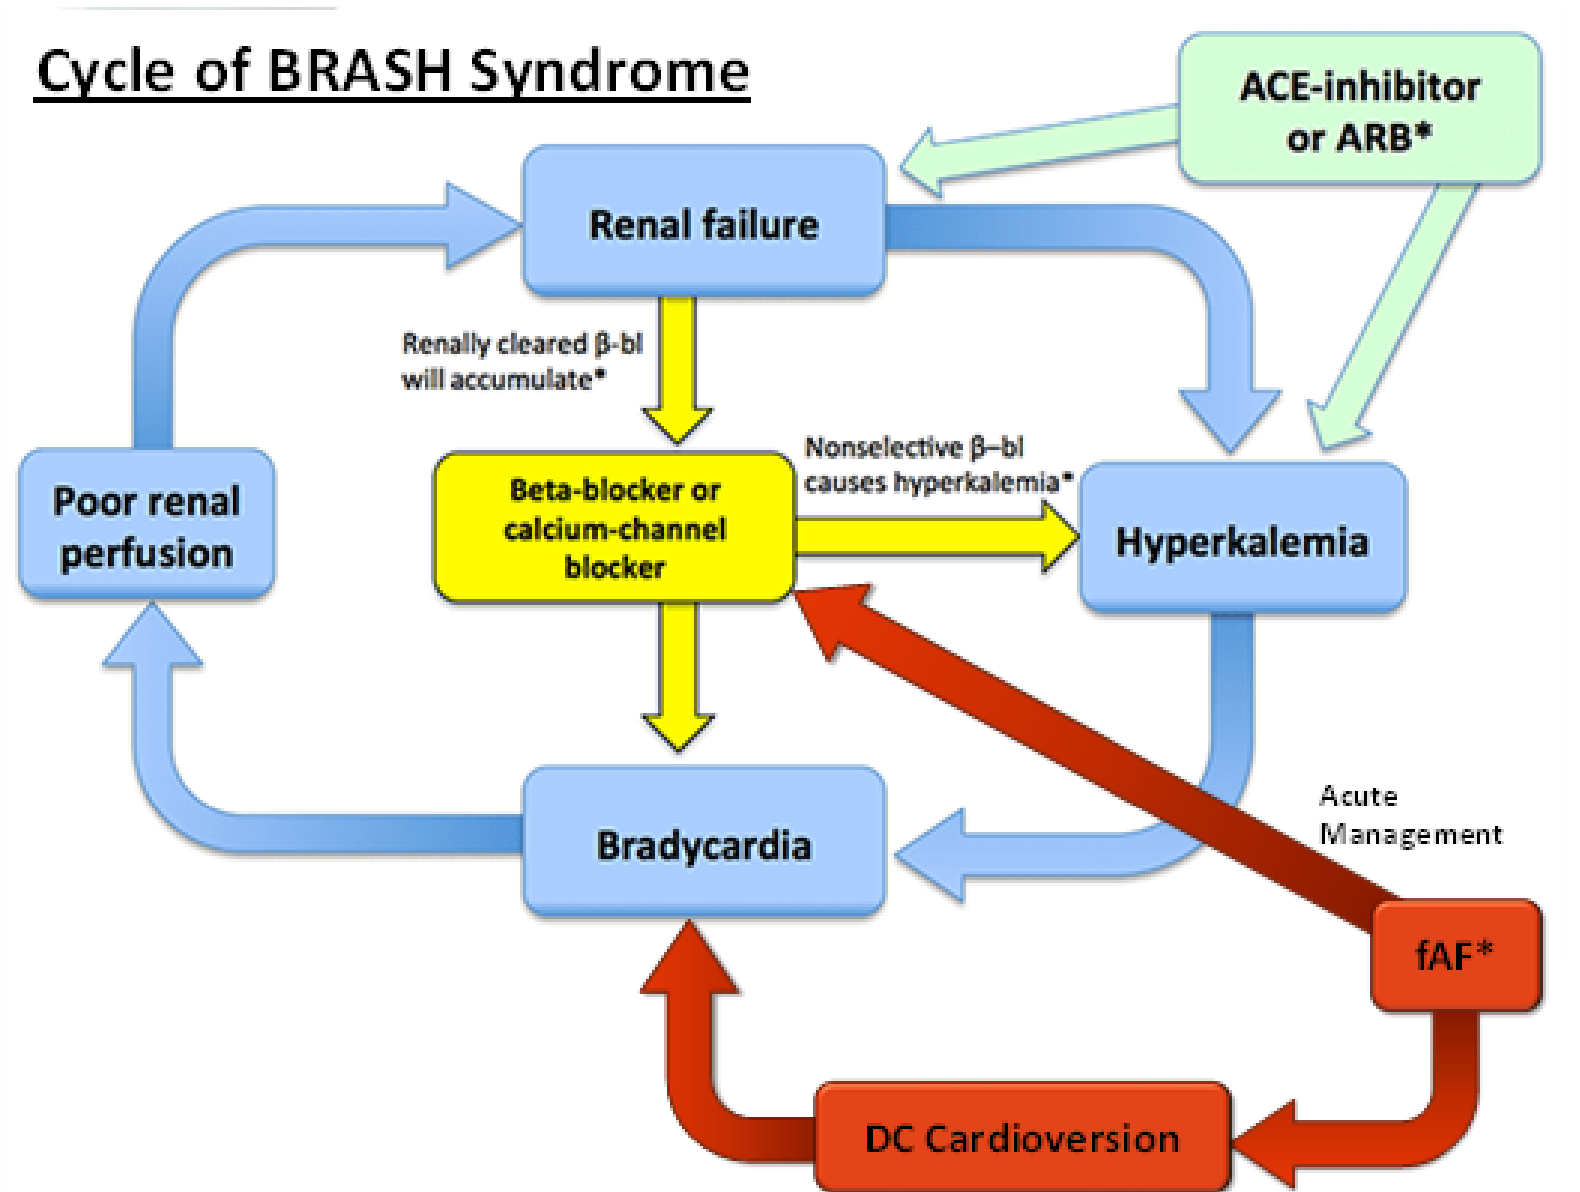 Cycle of BRASH Syndrome
ACE-inhibitor
or ARB*
Renal failure
Renally cleared β-bl
will accumulate*
Nonselective β–bl
causes hyperkalemia*
Poor renal
perfusion
Beta-blocker or
calcium-channel
blocker
Hyperkalemia
Acute
Management
Bradycardia
fAF*
DC Cardioversion